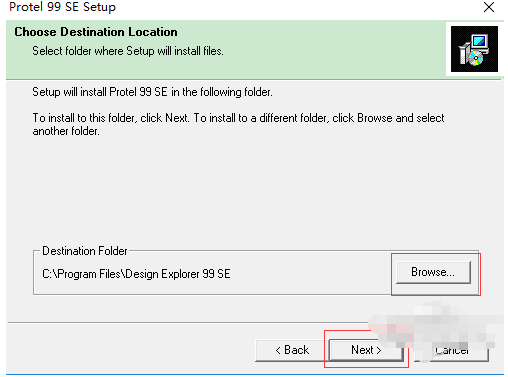 Protel 99 SE Setup
Choose Destination Location
Select folder where Setup will install files.
Setup will install Protel 99 SE in the following folder.
To install to this folder, click Next. To install to a different folder, click Browse and select
another folder.
Destination Folder
C:\Program Files\Design Explorer 99 SE
Browse...
< Back
Next >
Cancel